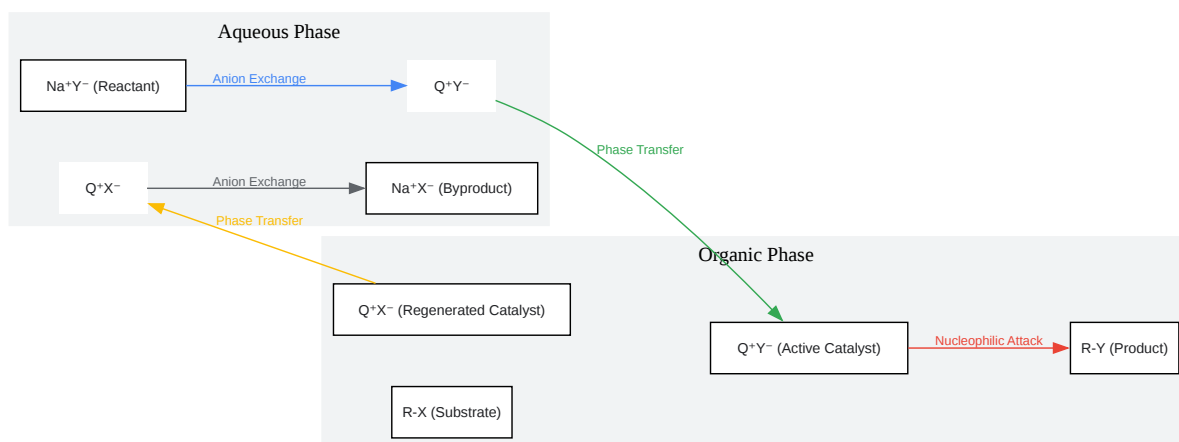 Aqueous Phase
Na⁺Y⁻ (Reactant)
Anion Exchange
Q⁺Y⁻
Phase Transfer
Q⁺X⁻
Anion Exchange
Na⁺X⁻ (Byproduct)
Phase Transfer
Organic Phase
Q⁺X⁻ (Regenerated Catalyst)
Q⁺Y⁻ (Active Catalyst)
Nucleophilic Attack
R-Y (Product)
R-X (Substrate)